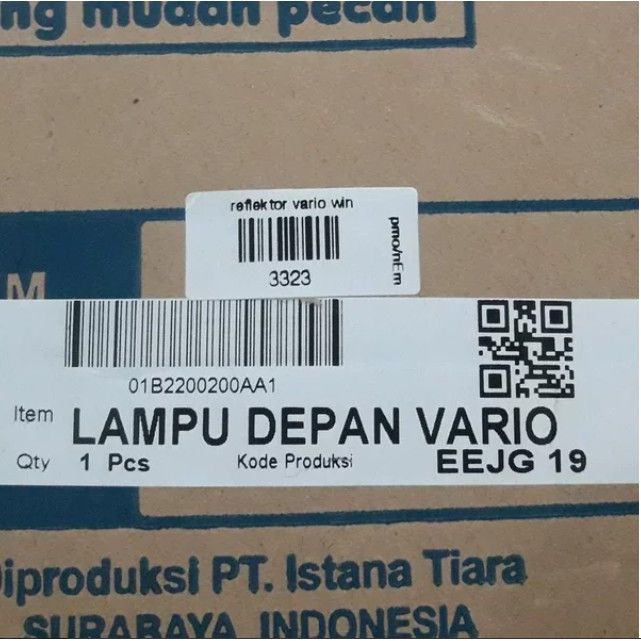 ng mudah pecah
reflektor vario win
3323
pmo/nEm
M
01B2200200AA1
Item LAMPU DEPAN VARIO
Qty 1 Pcs Kode Produksi EEJG 19
Diproduksi PT. Istana Tiara
SURABAYA INDONESIA